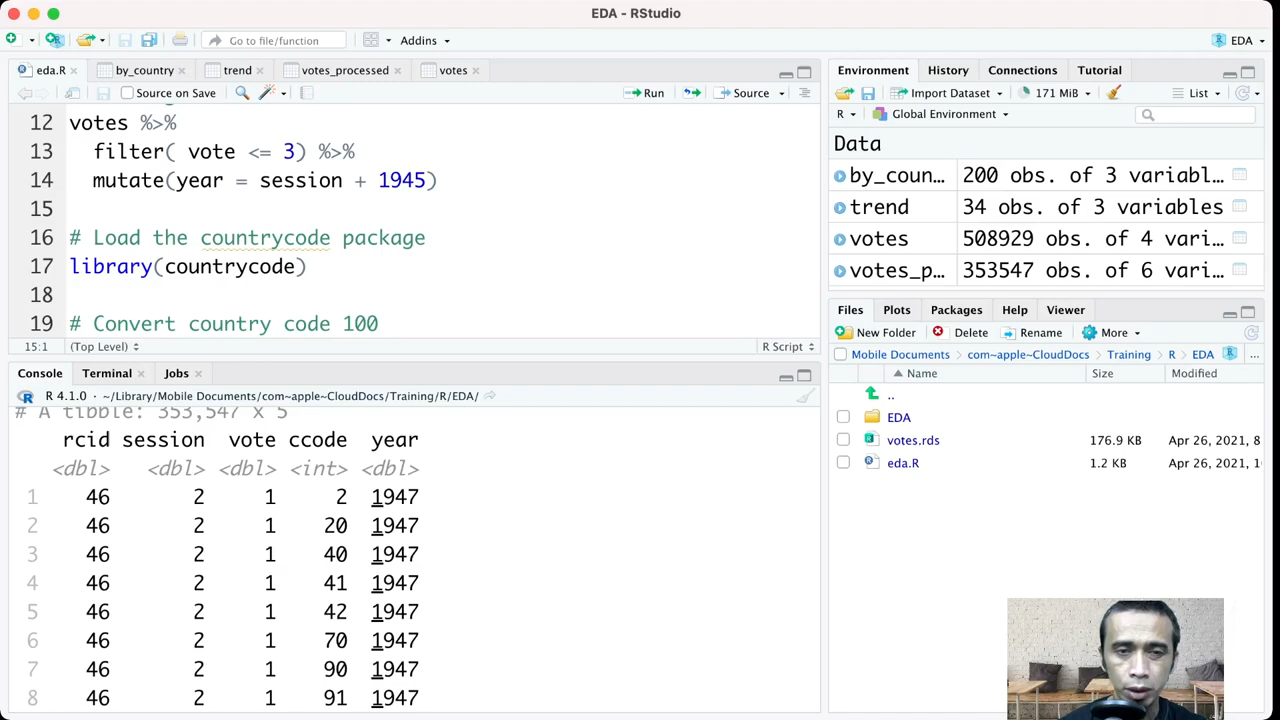 EDA - RStudio
Go to file/function
Addins
EDA
eda.R
by_country
trend
votes_processed
votes
Source on Save
Run
Source
12 votes %>%
13 filter( vote <= 3) %>%
14 mutate(year = session + 1945)
15
16 # Load the countrycode package
17 library(countrycode)
18
19 # Convert country code 100
15:1 (Top Level) R Script
Console Terminal Jobs
R 4.1.0 · ~/Library/Mobile Documents/com~apple~CloudDocs/Training/R/EDA/
# A tibble: 353,547 x 5
rcid session vote ccode year
<dbl> <dbl> <dbl> <int> <dbl>
1 46 2 1 2 1947
2 46 2 1 20 1947
3 46 2 1 40 1947
4 46 2 1 41 1947
5 46 2 1 42 1947
6 46 2 1 70 1947
7 46 2 1 90 1947
8 46 2 1 91 1947
Environment History Connections Tutorial
Import Dataset 171 MiB List
R Global Environment
Data
by_coun… 200 obs. of 3 variabl…
trend 34 obs. of 3 variables
votes 508929 obs. of 4 vari…
votes_p… 353547 obs. of 6 vari…
Files Plots Packages Help Viewer
New Folder Delete Rename More
Mobile Documents com~apple~CloudDocs Training R EDA ...
Name Size Modified
..
EDA
votes.rds 176.9 KB Apr 26, 2021, 8
eda.R 1.2 KB Apr 26, 2021, 1